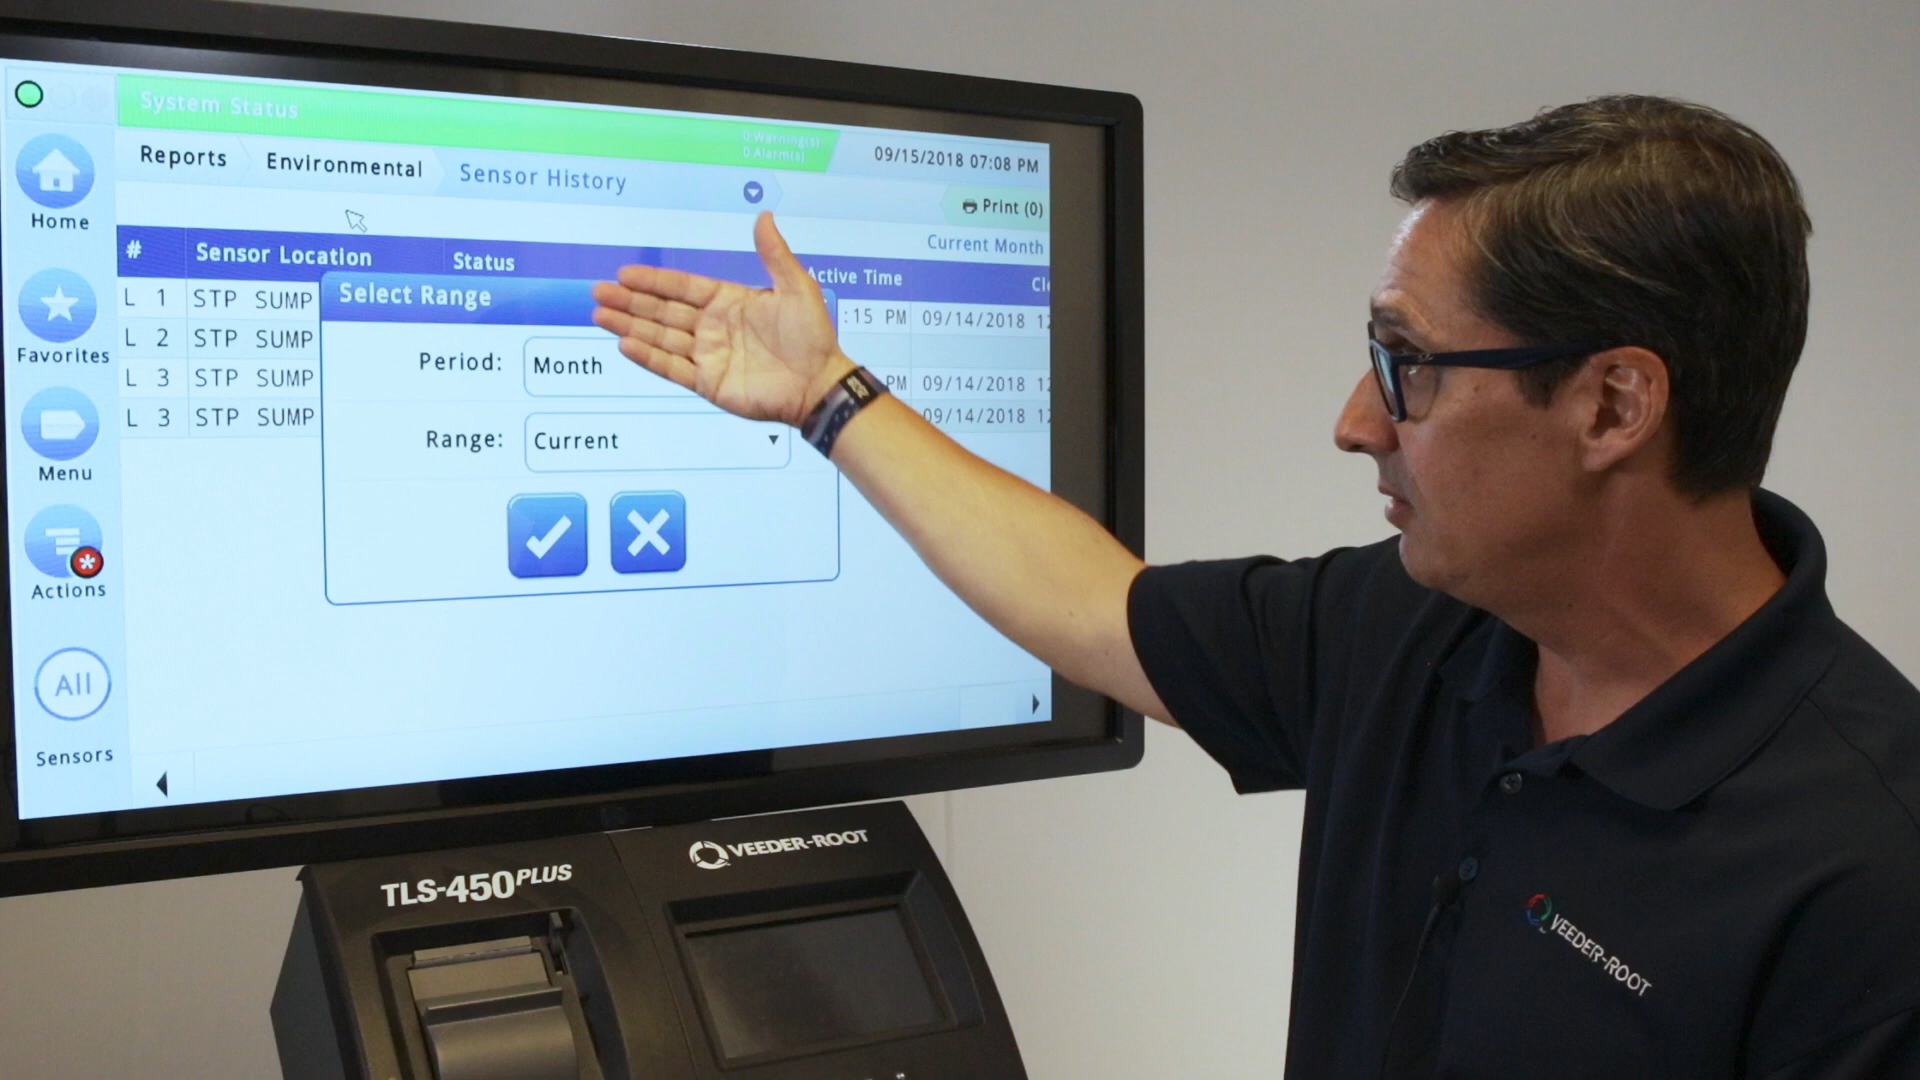 System Status
0 Warning(s)
0 Alarm(s)
09/15/2018 07:08 PM
Reports
Environmental
Sensor History
Print (0)
Current Month
Home
Favorites
Menu
Actions
All
Sensors
# Sensor Location Status Active Time
L 1 STP SUMP :15 PM 09/14/2018
L 2 STP SUMP
L 3 STP SUMP PM 09/14/2018
L 3 STP SUMP 09/14/2018
Select Range
Period: Month
Range: Current
TLS-450PLUS
VEEDER-ROOT
VEEDER-ROOT